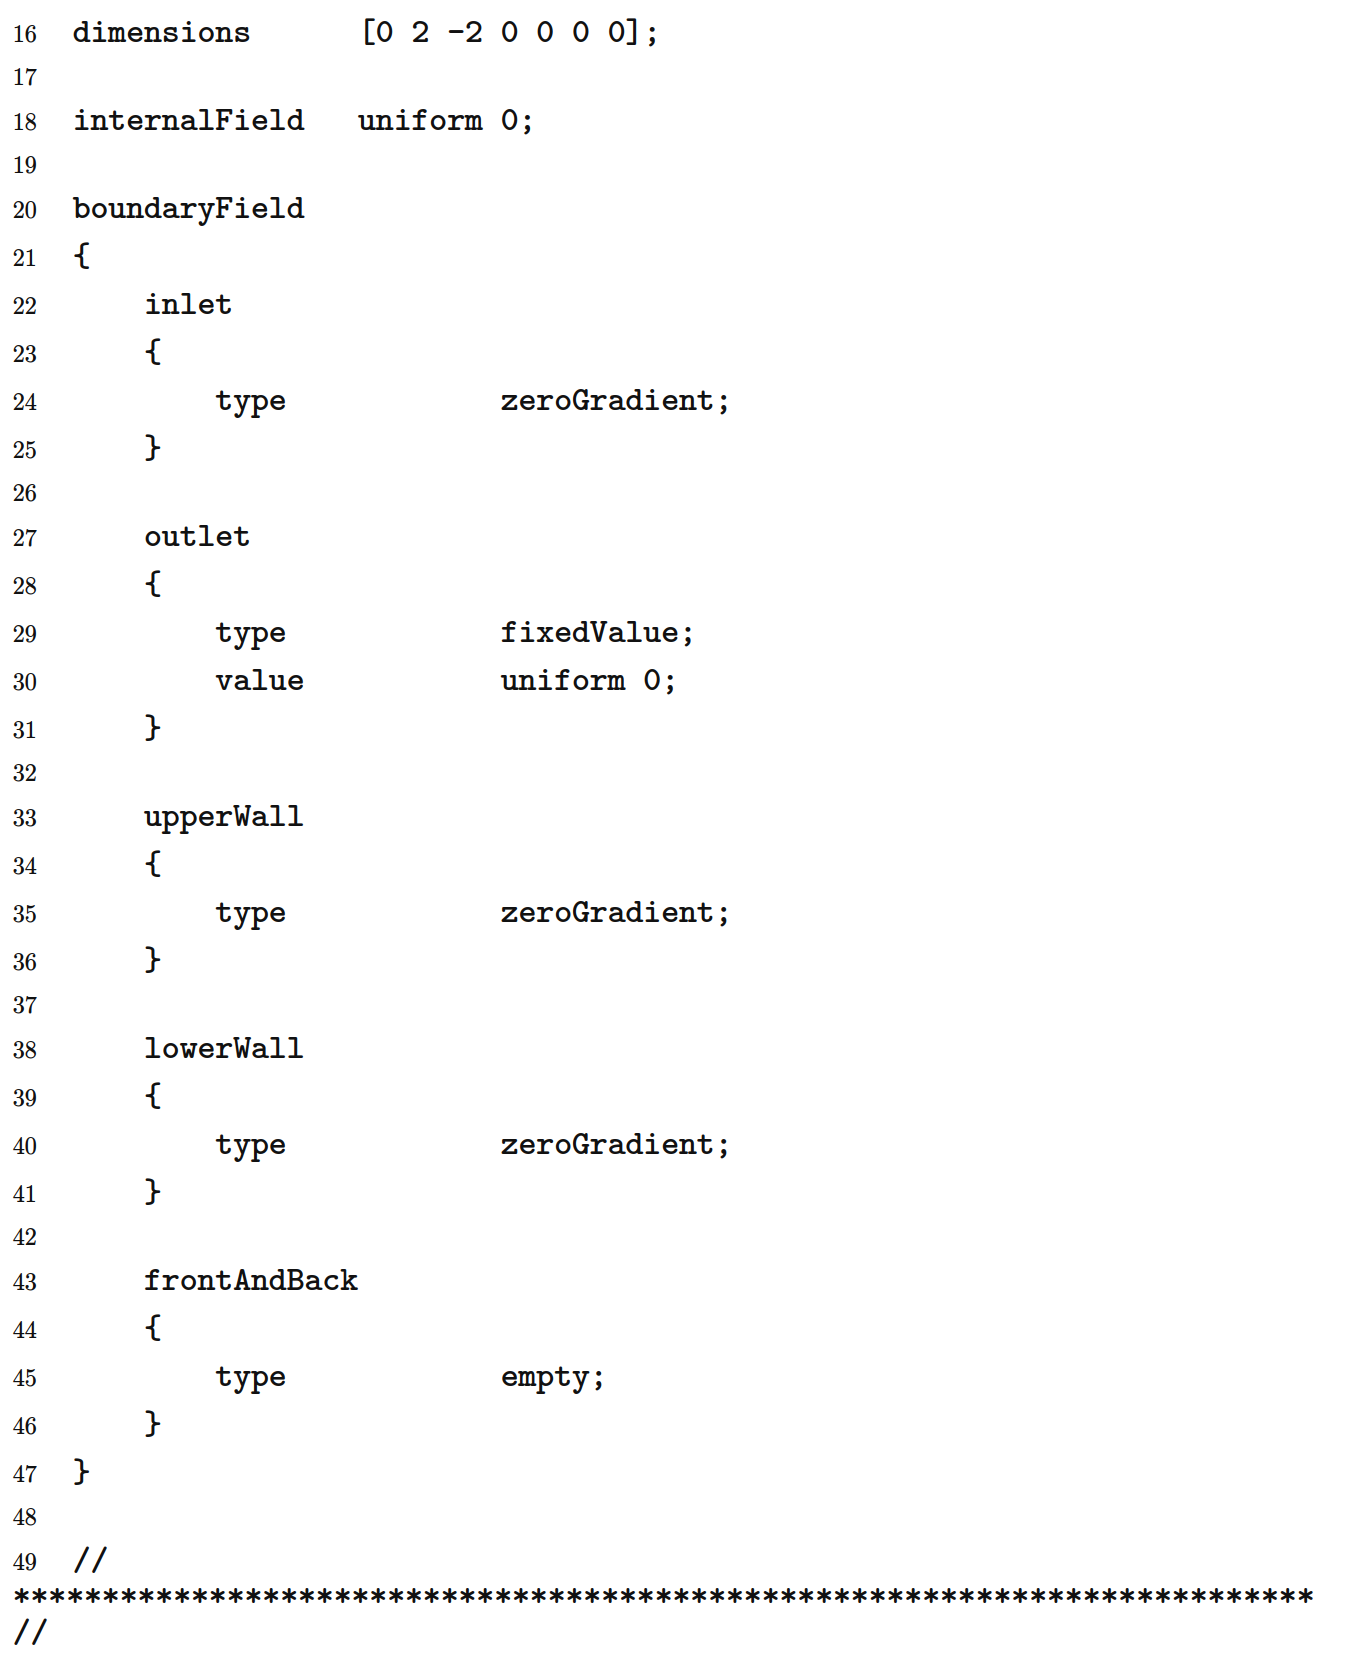 16 dimensions [0 2 -2 0 0 0 0];
17
18 internalField uniform 0;
19
20 boundaryField
21 {
22 inlet
23 {
24 type zeroGradient;
25 }
26
27 outlet
28 {
29 type fixedValue;
30 value uniform 0;
31 }
32
33 upperWall
34 {
35 type zeroGradient;
36 }
37
38 lowerWall
39 {
40 type zeroGradient;
41 }
42
43 frontAndBack
44 {
45 type empty;
46 }
47 }
48
49 //
*************************************************************************
//